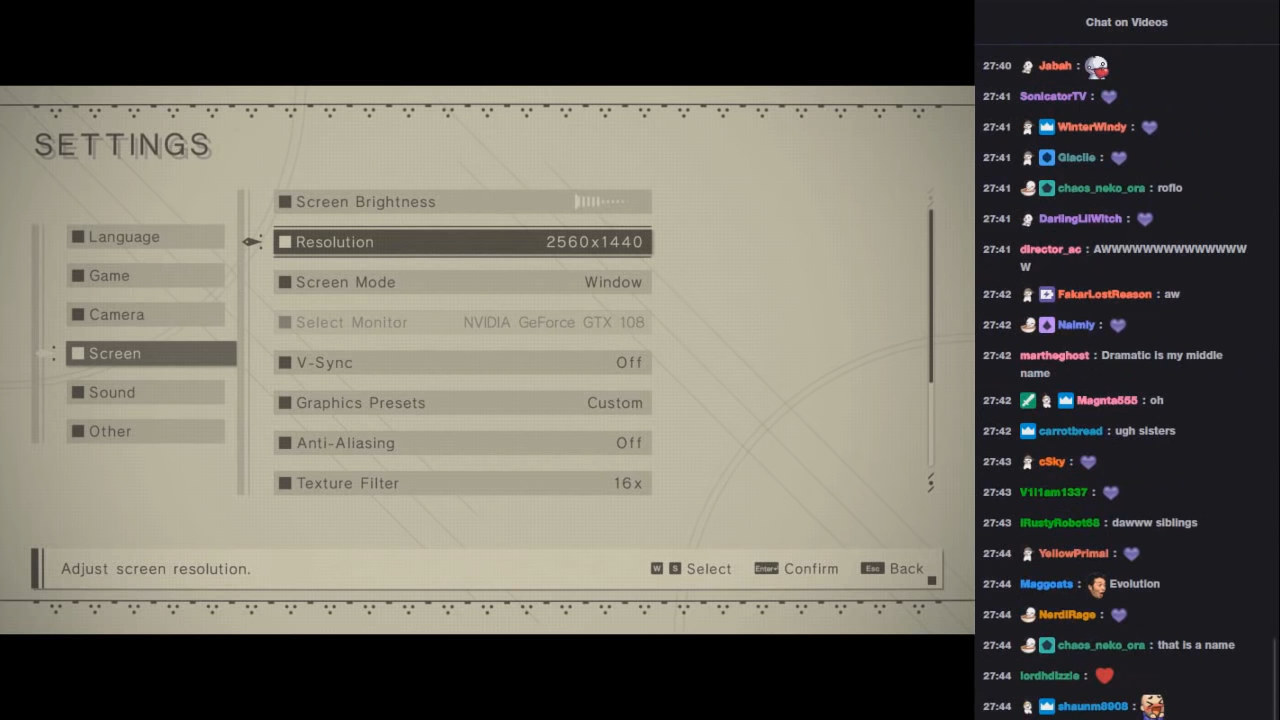 SETTINGS
Language
Game
Camera
Screen
Sound
Other
Screen Brightness
Resolution 2560x1440
Screen Mode Window
Select Monitor NVIDIA GeForce GTX 108
V-Sync Off
Graphics Presets Custom
Anti-Aliasing Off
Texture Filter 16x
Adjust screen resolution.
W S Select Enter Confirm Esc Back
Chat on Videos
27:40 Jabah :
27:41 SonicatorTV :
27:41 WinterWindy :
27:41 Glaciie :
27:41 chaos_neko_ora : roflo
27:41 DarlingLilWitch :
27:41 director_ac : AWWWWWWWWWWWWWWW
W
27:42 FakarLostReason : aw
27:42 Naimiy :
27:42 martheghost : Dramatic is my middle
name
27:42 Magnta555 : oh
27:42 carrotbread : ugh sisters
27:43 cSky :
27:43 V1l1am1337 :
27:43 IRustyRobot68 : dawww siblings
27:44 YellowPrimal :
27:44 Maggoats : Evolution
27:44 NerdiRage :
27:44 chaos_neko_ora : that is a name
27:44 lordhdizzle :
27:44 shaunm8908 :